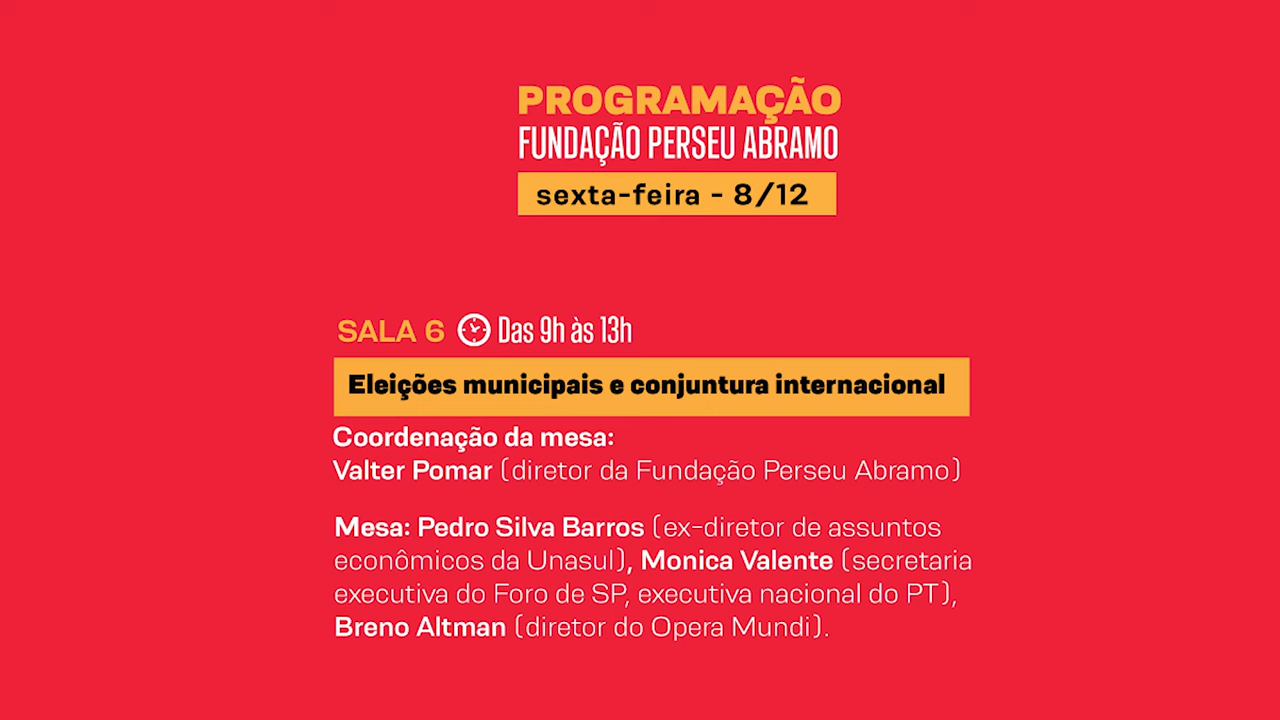 PROGRAMAÇÃO
FUNDAÇÃO PERSEU ABRAMO
sexta-feira - 8/12
SALA 6 Das 9h às 13h
Eleições municipais e conjuntura internacional
Coordenação da mesa:
Valter Pomar (diretor da Fundação Perseu Abramo)
Mesa: Pedro Silva Barros (ex-diretor de assuntos
econômicos da Unasul), Monica Valente (secretaria
executiva do Foro de SP, executiva nacional do PT),
Breno Altman (diretor do Opera Mundi).